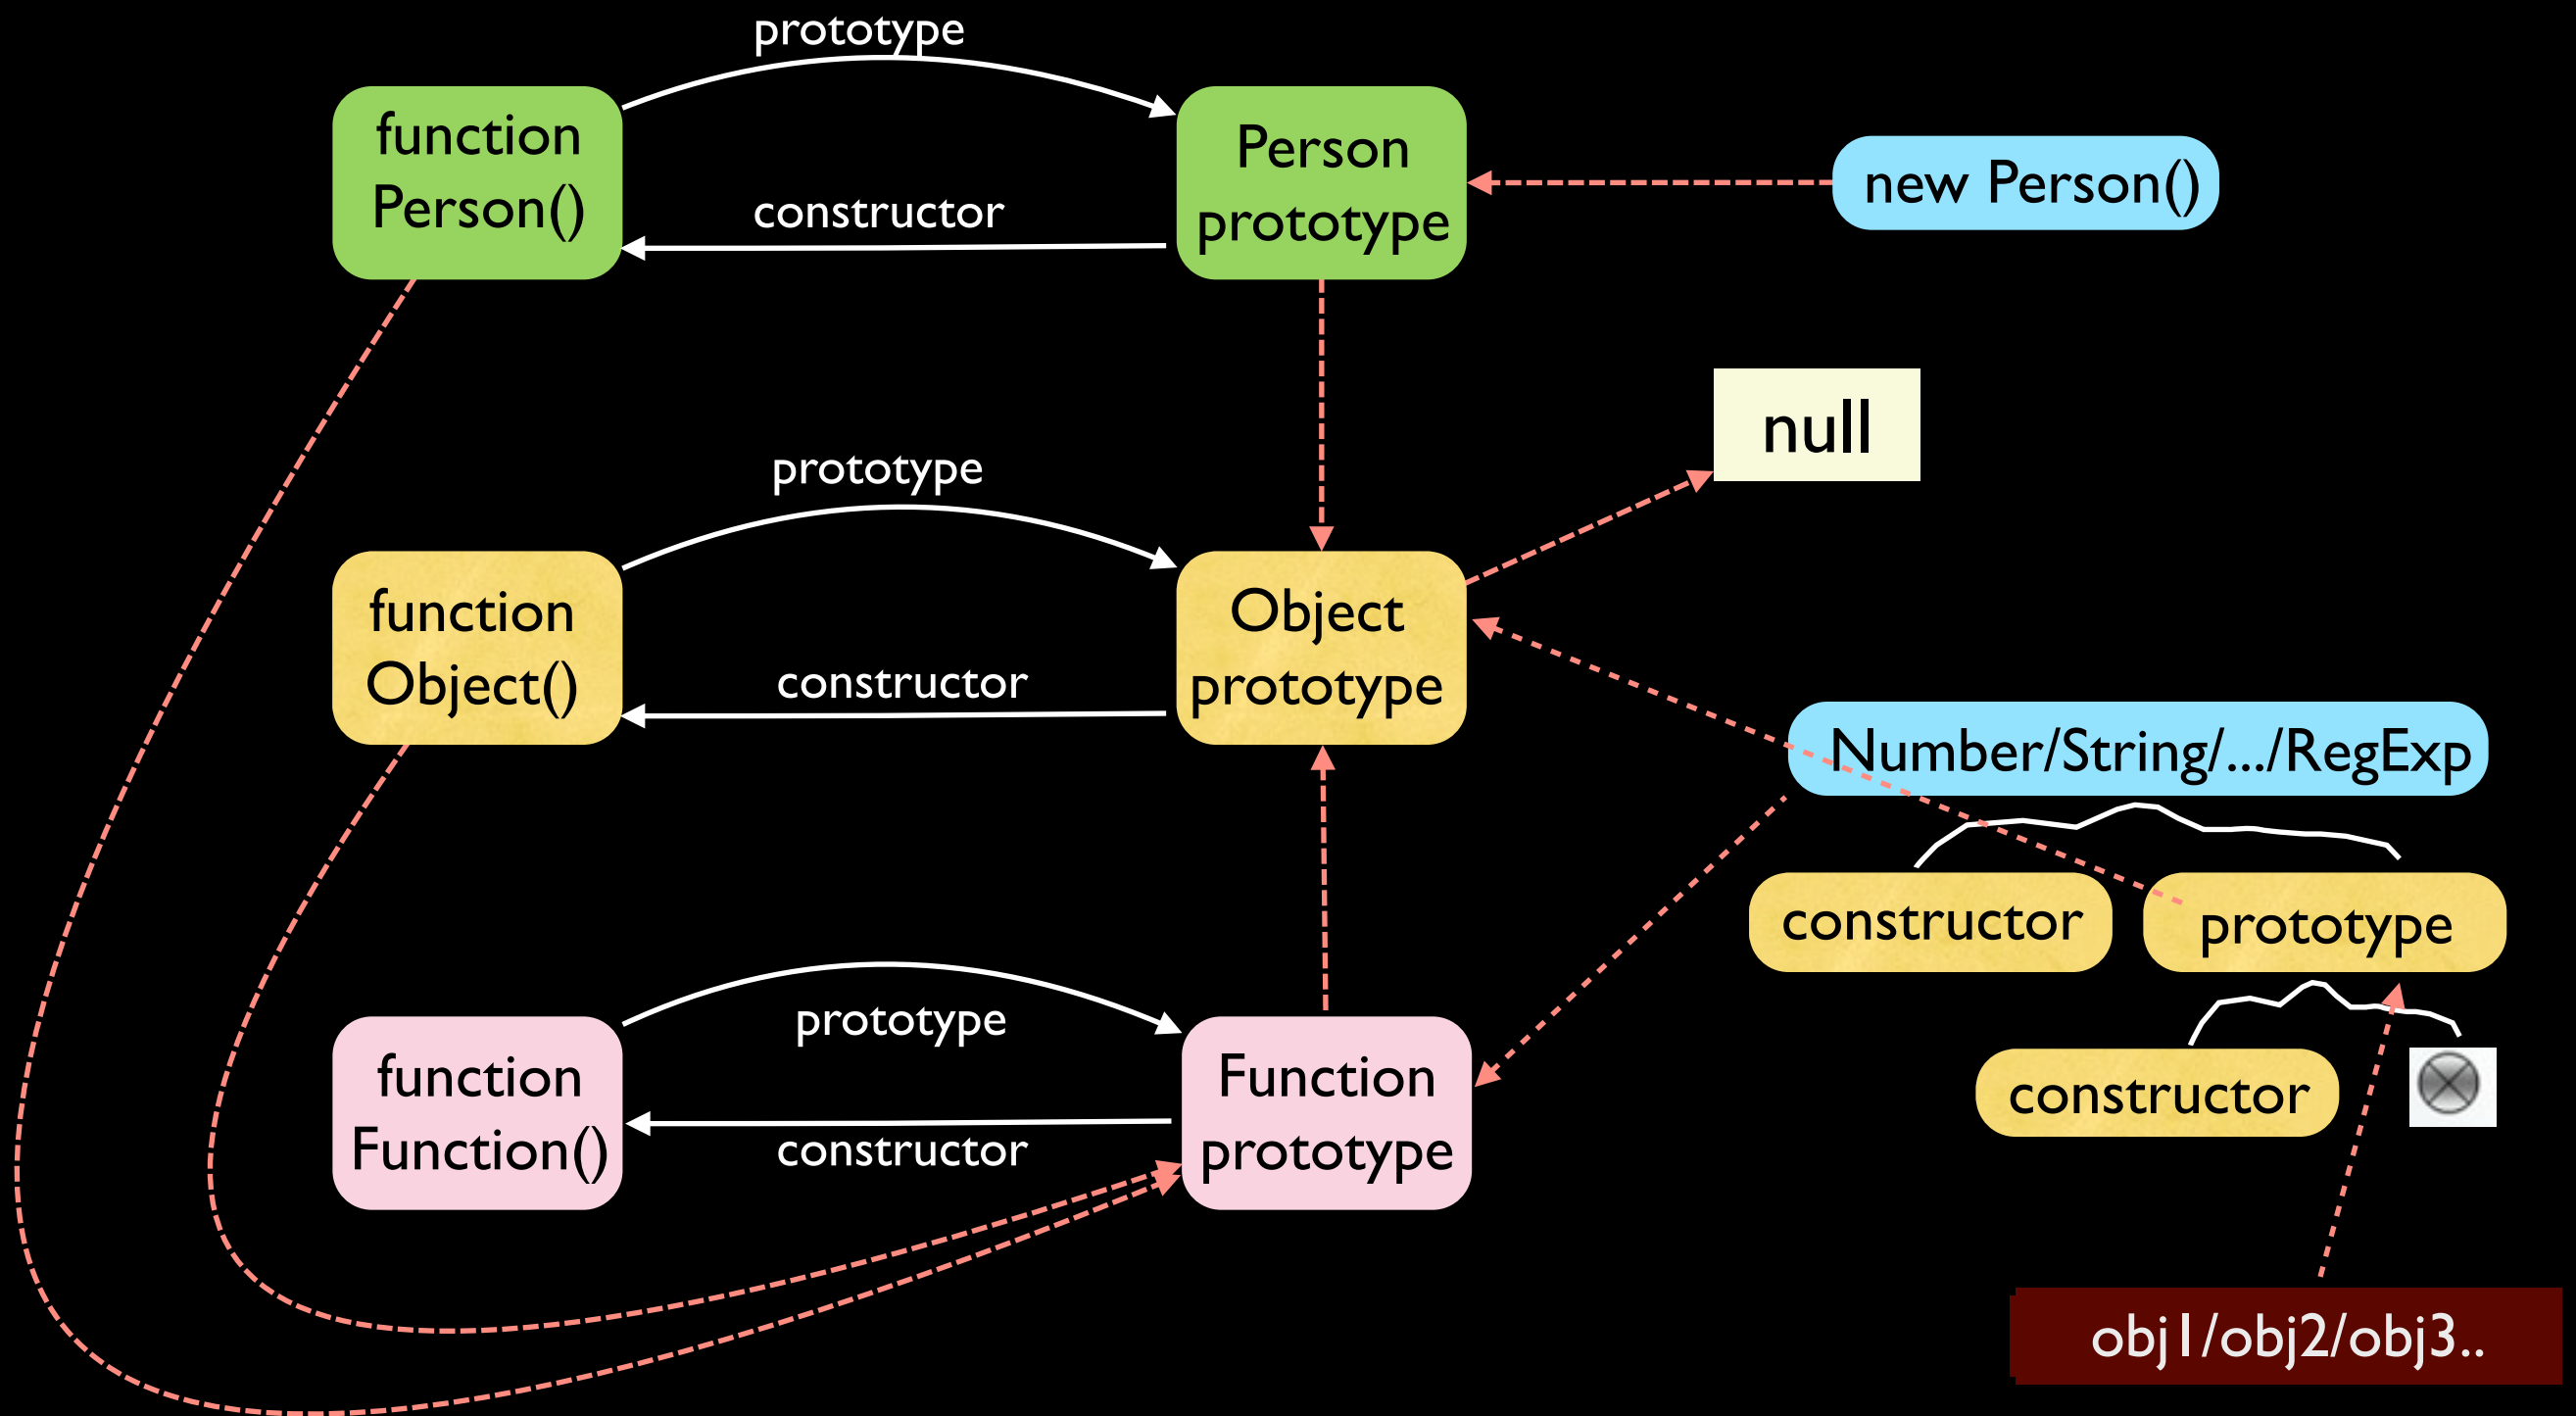 prototype
function
Person()
constructor
Person
prototype
new Person()
null
prototype
function
Object()
constructor
Object
prototype
Number/String/.../RegExp
constructor
prototype
constructor
prototype
function
Function()
constructor
Function
prototype
obj1/obj2/obj3..